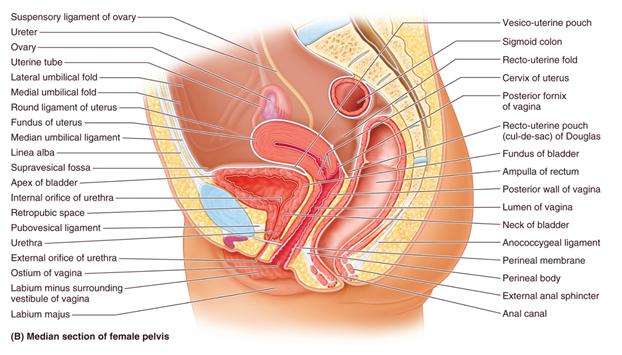 Suspensory ligament of ovary
Ureter
Ovary
Uterine tube
Lateral umbilical fold
Medial umbilical fold
Round ligament of uterus
Fundus of uterus
Median umbilical ligament
Linea alba
Supravesical fossa
Apex of bladder
Internal orifice of urethra
Retropubic space
Pubovesical ligament
Urethra
External orifice of urethra
Ostium of vagina
Labium minus surrounding
vestibule of vagina
Labium majus
Vesico-uterine pouch
Sigmoid colon
Recto-uterine fold
Cervix of uterus
Posterior fornix
of vagina
Recto-uterine pouch
(cul-de-sac) of Douglas
Fundus of bladder
Ampulla of rectum
Posterior wall of vagina
Lumen of vagina
Neck of bladder
Anococcygeal ligament
Perineal membrane
Perineal body
External anal sphincter
Anal canal
(B) Median section of female pelvis